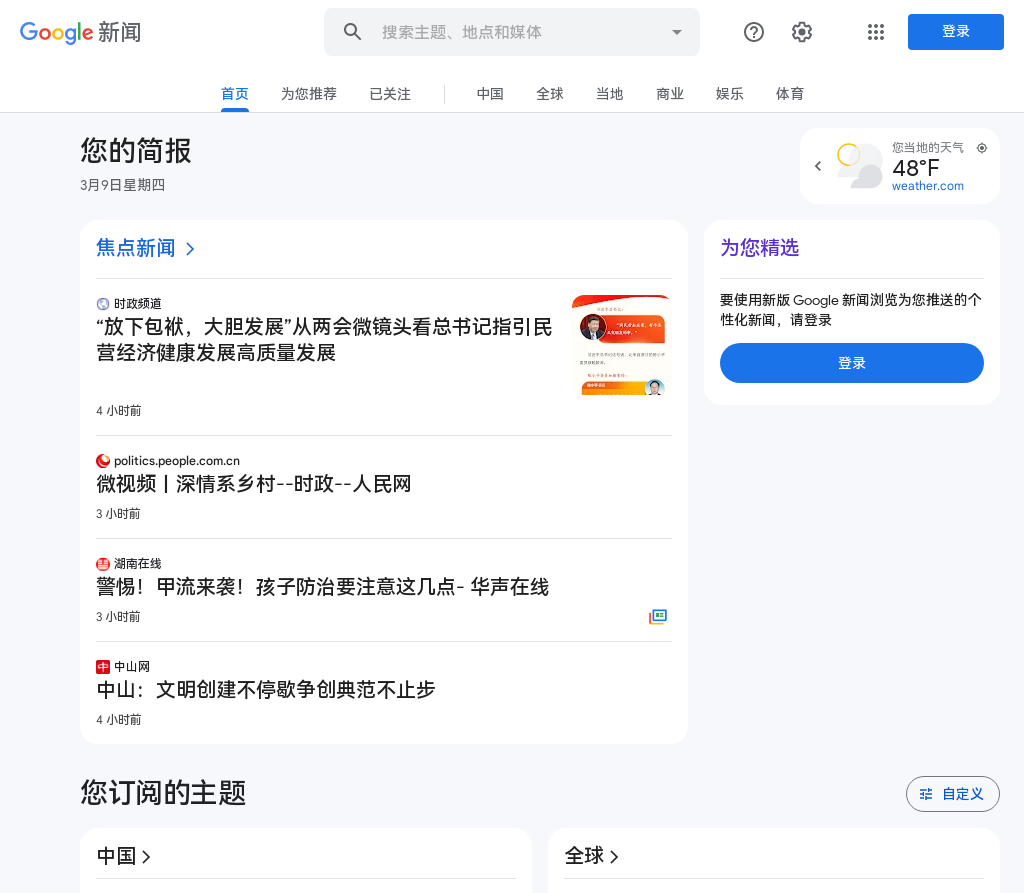 Google 新闻
搜索主题、地点和媒体
登录
首页
为您推荐
已关注
中国
全球
当地
商业
娱乐
体育
您的简报
3月9日星期四
您当地的天气
48°F
weather.com
焦点新闻
时政频道
“放下包袱，大胆发展”从两会微镜头看总书记指引民
营经济健康发展高质量发展
4 小时前
politics.people.com.cn
微视频丨深情系乡村--时政--人民网
3 小时前
湖南在线
警惕！甲流来袭！孩子防治要注意这几点- 华声在线
3 小时前
中山网
中山：文明创建不停歇争创典范不止步
4 小时前
为您精选
要使用新版 Google 新闻浏览为您推送的个
性化新闻，请登录
登录
您订阅的主题
自定义
中国
全球